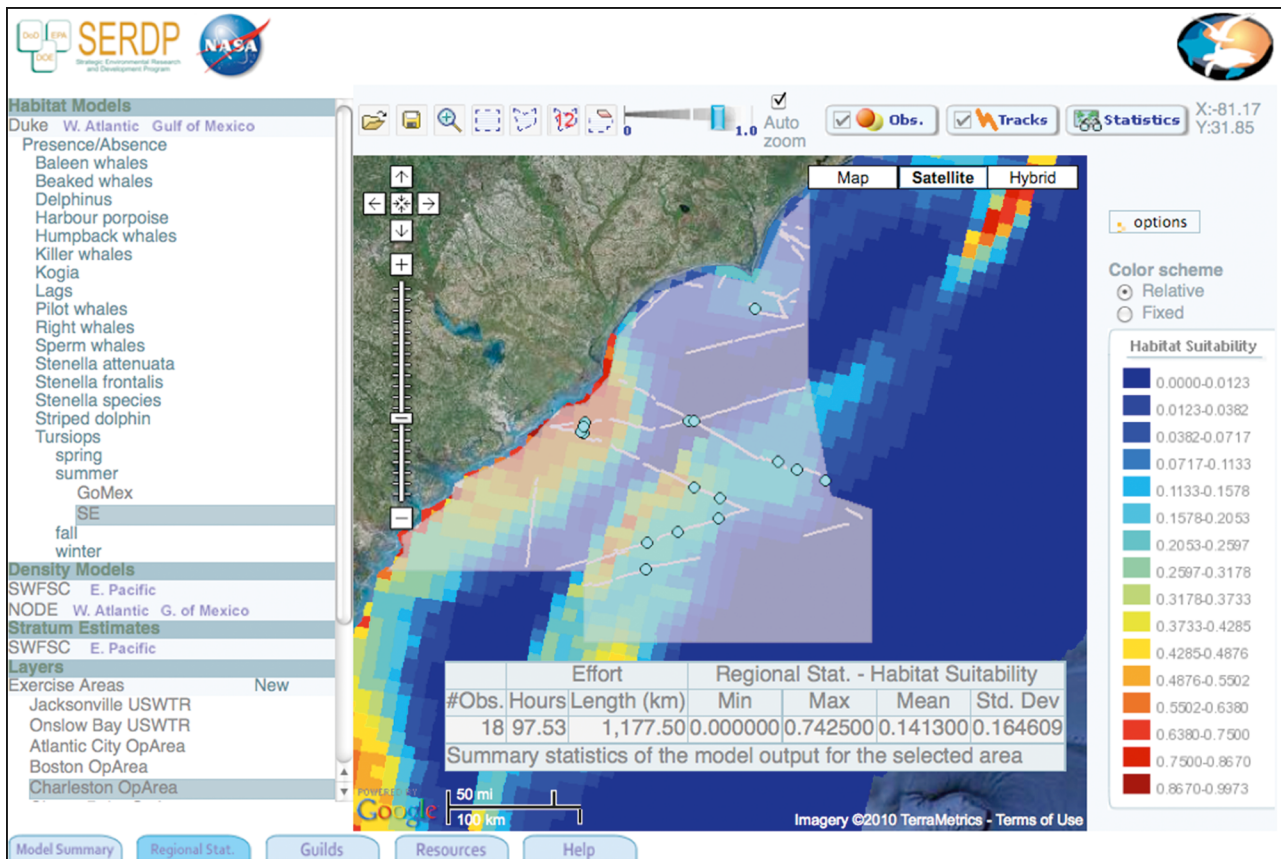 DoD EPA DOE
SERDP
Strategic Environmental Research
and Development Program
NASA
Habitat Models
Duke W. Atlantic Gulf of Mexico
Presence/Absence
Baleen whales
Beaked whales
Delphinus
Harbour porpoise
Humpback whales
Killer whales
Kogia
Lags
Pilot whales
Right whales
Sperm whales
Stenella attenuata
Stenella frontalis
Stenella species
Striped dolphin
Tursiops
spring
summer
GoMex
SE
fall
winter
Density Models
SWFSC E. Pacific
NODE W. Atlantic G. of Mexico
Stratum Estimates
SWFSC E. Pacific
Layers
Exercise Areas New
Jacksonville USWTR
Onslow Bay USWTR
Atlantic City OpArea
Boston OpArea
Charleston OpArea
0 1.0
Auto
zoom
Obs.
Tracks
Statistics
X:-81.17
Y:31.85
Map Satellite Hybrid
options
Color scheme
Relative
Fixed
Habitat Suitability
0.0000-0.0123
0.0123-0.0382
0.0382-0.0717
0.0717-0.1133
0.1133-0.1578
0.1578-0.2053
0.2053-0.2597
0.2597-0.3178
0.3178-0.3733
0.3733-0.4285
0.4285-0.4876
0.4876-0.5502
0.5502-0.6380
0.6380-0.7500
0.7500-0.8670
0.8670-0.9973
Effort Regional Stat. - Habitat Suitability
#Obs. Hours Length (km) Min Max Mean Std. Dev
18 97.53 1,177.50 0.000000 0.742500 0.141300 0.164609
Summary statistics of the model output for the selected area
POWERED BY
Google
50 mi
100 km
Imagery ©2010 TerraMetrics - Terms of Use
Model Summary Regional Stat. Guilds Resources Help